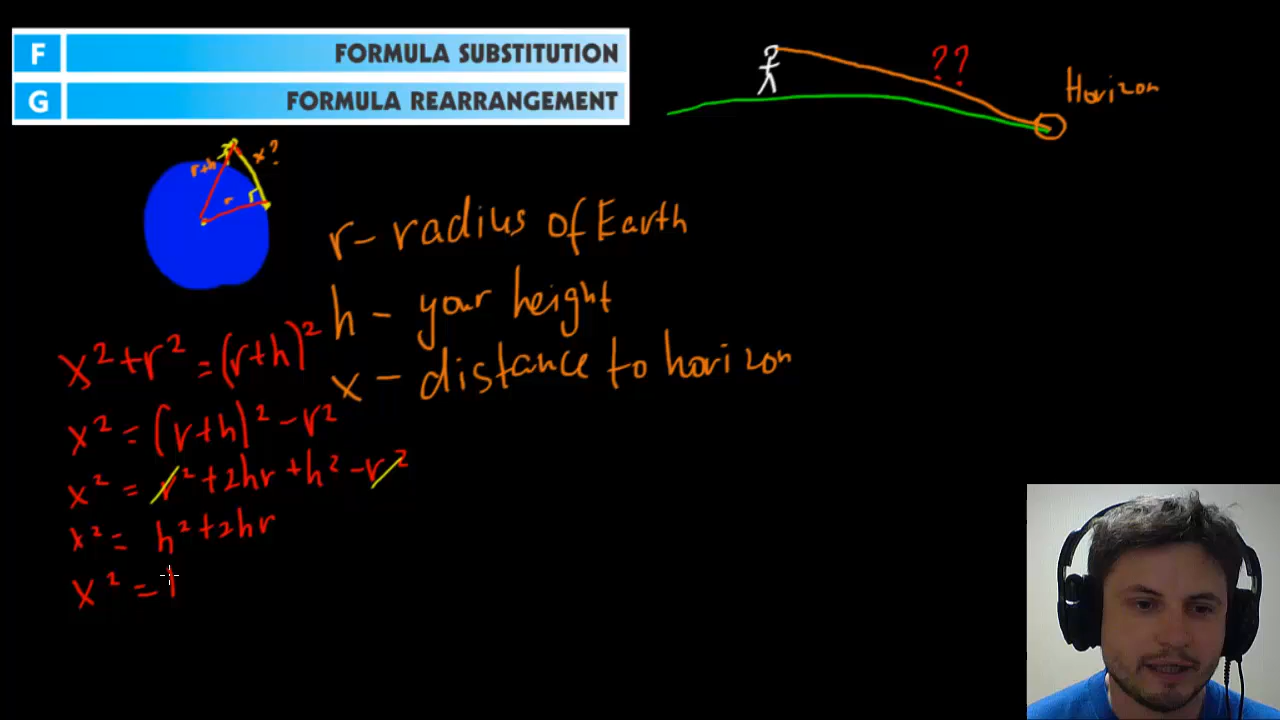 F FORMULA SUBSTITUTION
G FORMULA REARRANGEMENT
??
Horizon
r+h
x?
r
r – radius of Earth
h – your height
x – distance to horizon
x² + r² = (r+h)²
x² = (r+h)² – r²
x² = r² + 2hr + h² – r²
x² = h² + 2hr
x² =